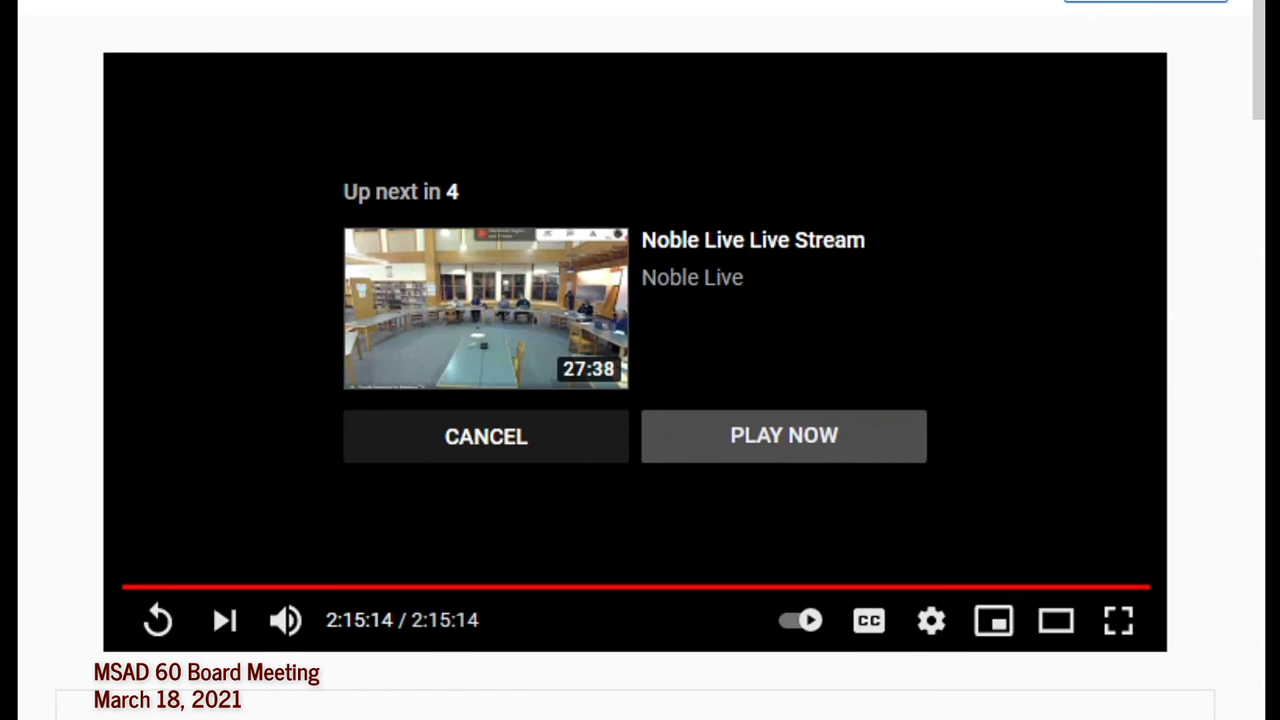 Up next in 4
Noble Live Live Stream
Noble Live
27:38
CANCEL
PLAY NOW
2:15:14 / 2:15:14
CC
MSAD 60 Board Meeting
March 18, 2021